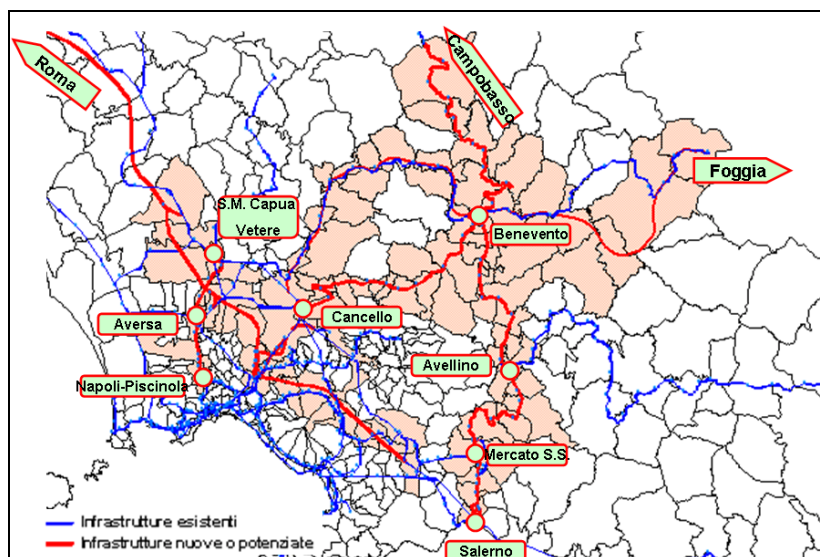 Roma
Campobasso
Foggia
S.M. Capua
Vetere
Benevento
Aversa
Cancello
Avellino
Napoli-Piscinola
Mercato S.S.
Infrastrutture esistenti
Infrastrutture nuove o potenziate
Salerno